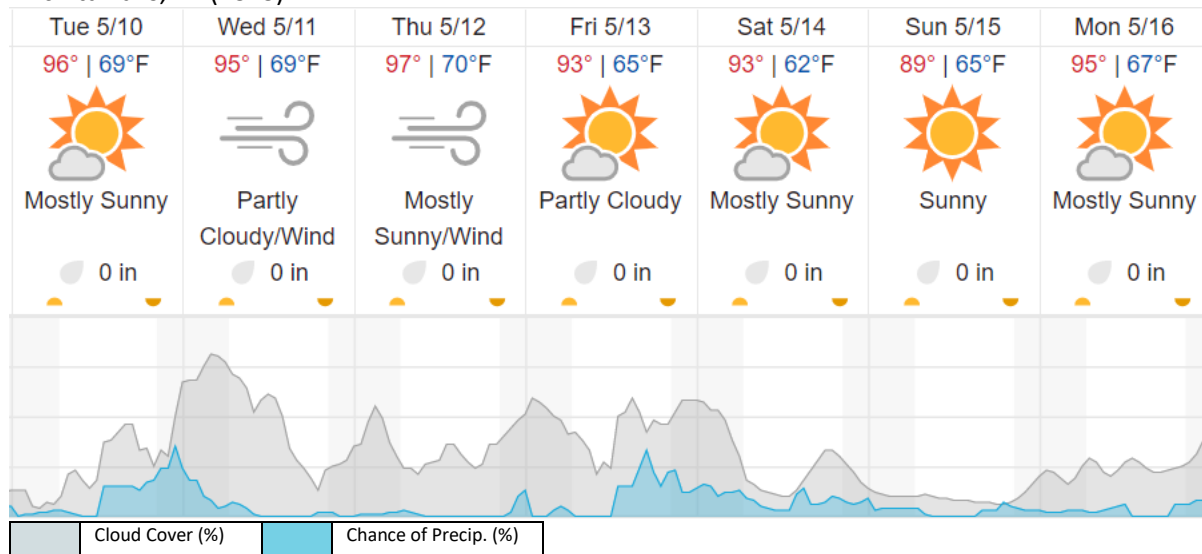 Tue 5/10 Wed 5/11 Thu 5/12 Fri 5/13 Sat 5/14 Sun 5/15 Mon 5/16
96° | 69°F 95° | 69°F 97° | 70°F 93° | 65°F 93° | 62°F 89° | 65°F 95° | 67°F
Mostly Sunny Partly Mostly Partly Cloudy Mostly Sunny Sunny Mostly Sunny
Cloudy/Wind Sunny/Wind
0 in 0 in 0 in 0 in 0 in 0 in 0 in
Cloud Cover (%) Chance of Precip. (%)